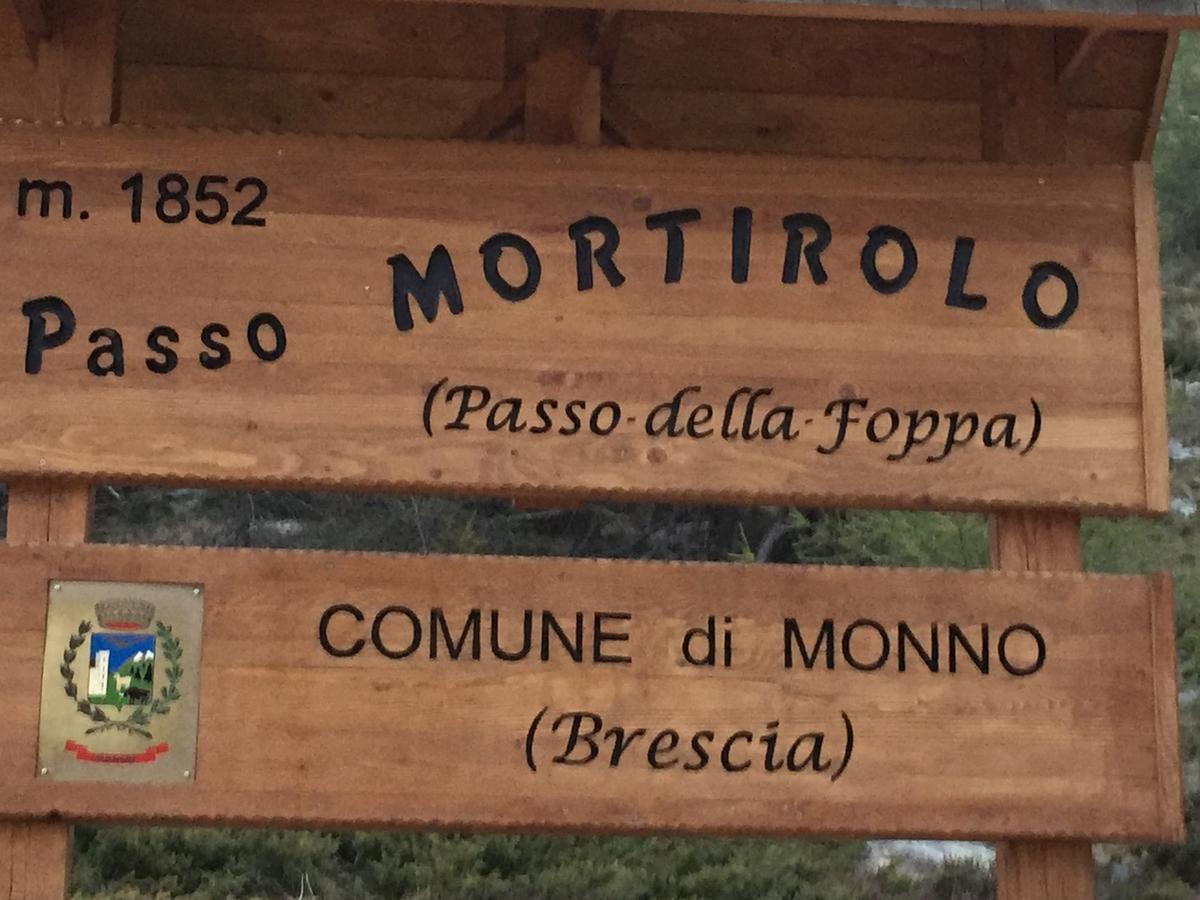 m. 1852
Passo MORTIROLO
(Passo-della-Foppa)
COMUNE di MONNO
(Brescia)